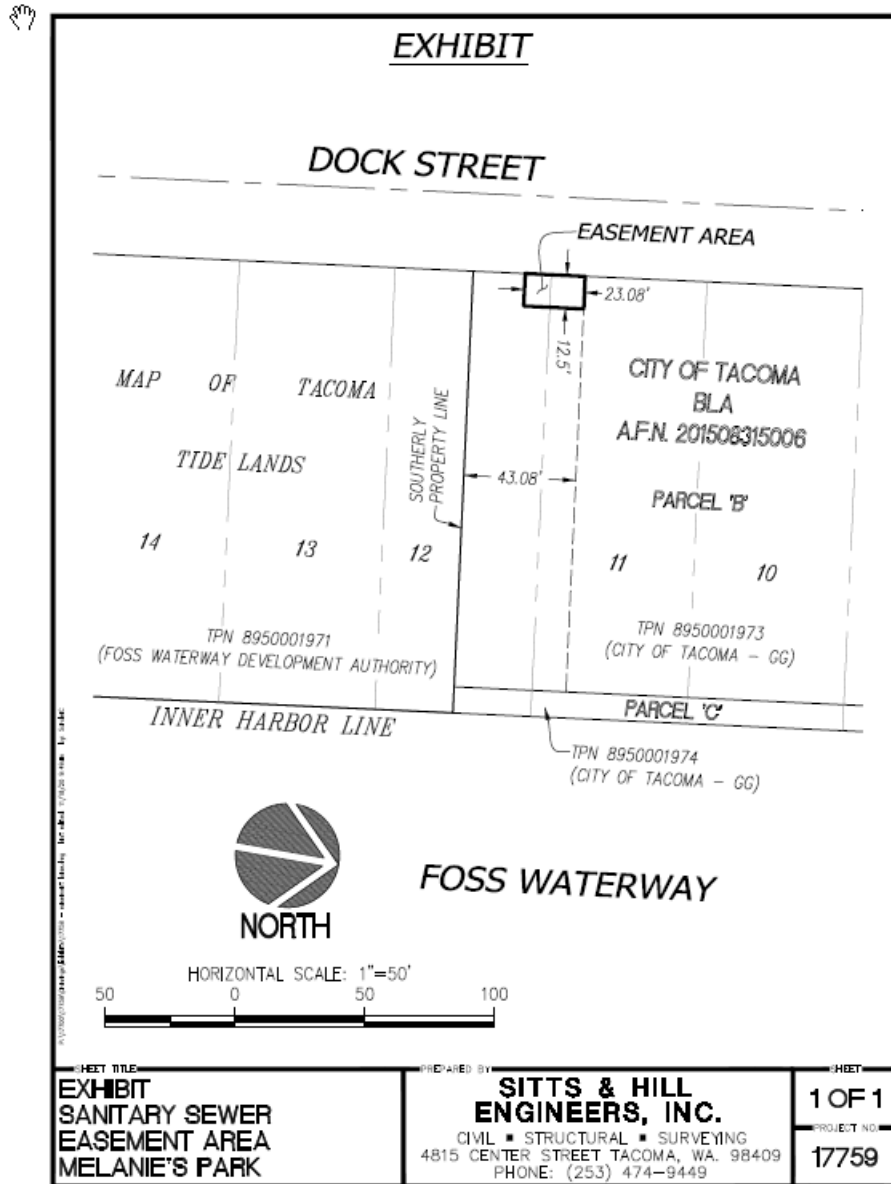 EXHIBIT
DOCK STREET
EASEMENT AREA
23.08'
12.5'
MAP OF TACOMA
TIDE LANDS
SOUTHERLY
PROPERTY LINE
43.08'
CITY OF TACOMA
BLA
A.F.N. 201508315006
PARCEL 'B'
14
13
12
11
10
TPN 8950001971
(FOSS WATERWAY DEVELOPMENT AUTHORITY)
TPN 8950001973
(CITY OF TACOMA - GG)
INNER HARBOR LINE
PARCEL 'C'
TPN 8950001974
(CITY OF TACOMA - GG)
FOSS WATERWAY
NORTH
HORIZONTAL SCALE: 1"=50'
50 0 50 100
SHEET TITLE
EXHIBIT
SANITARY SEWER
EASEMENT AREA
MELANIE'S PARK
PREPARED BY
SITTS & HILL
ENGINEERS, INC.
CIVIL ▪ STRUCTURAL ▪ SURVEYING
4815 CENTER STREET TACOMA, WA. 98409
PHONE: (253) 474-9449
SHEET
1 OF 1
PROJECT NO.
17759